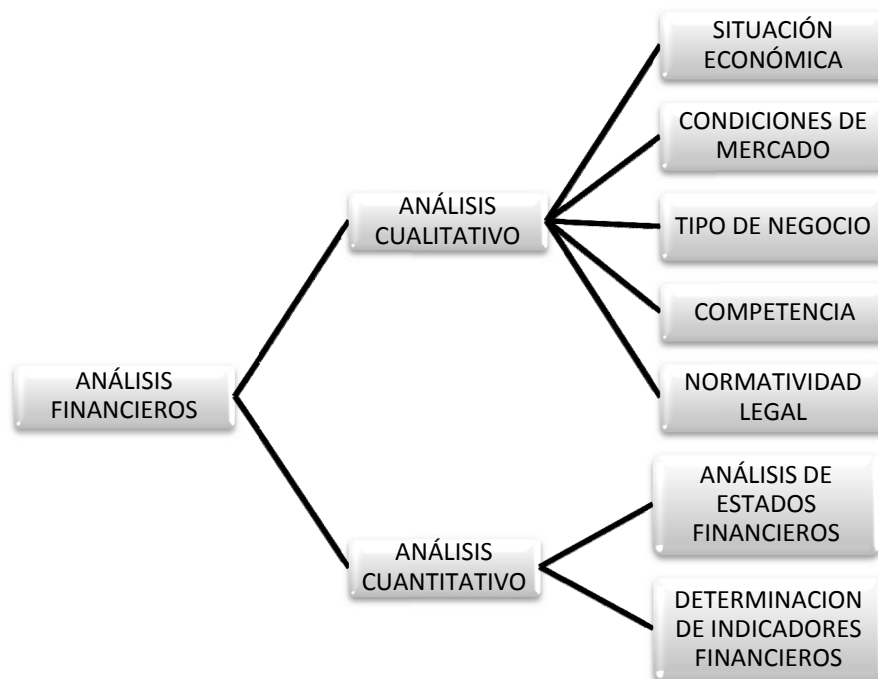 ANÁLISIS
FINANCIEROS
ANÁLISIS
CUALITATIVO
SITUACIÓN
ECONÓMICA
CONDICIONES DE
MERCADO
TIPO DE NEGOCIO
COMPETENCIA
NORMATIVIDAD
LEGAL
ANÁLISIS
CUANTITATIVO
ANÁLISIS DE
ESTADOS
FINANCIEROS
DETERMINACION
DE INDICADORES
FINANCIEROS